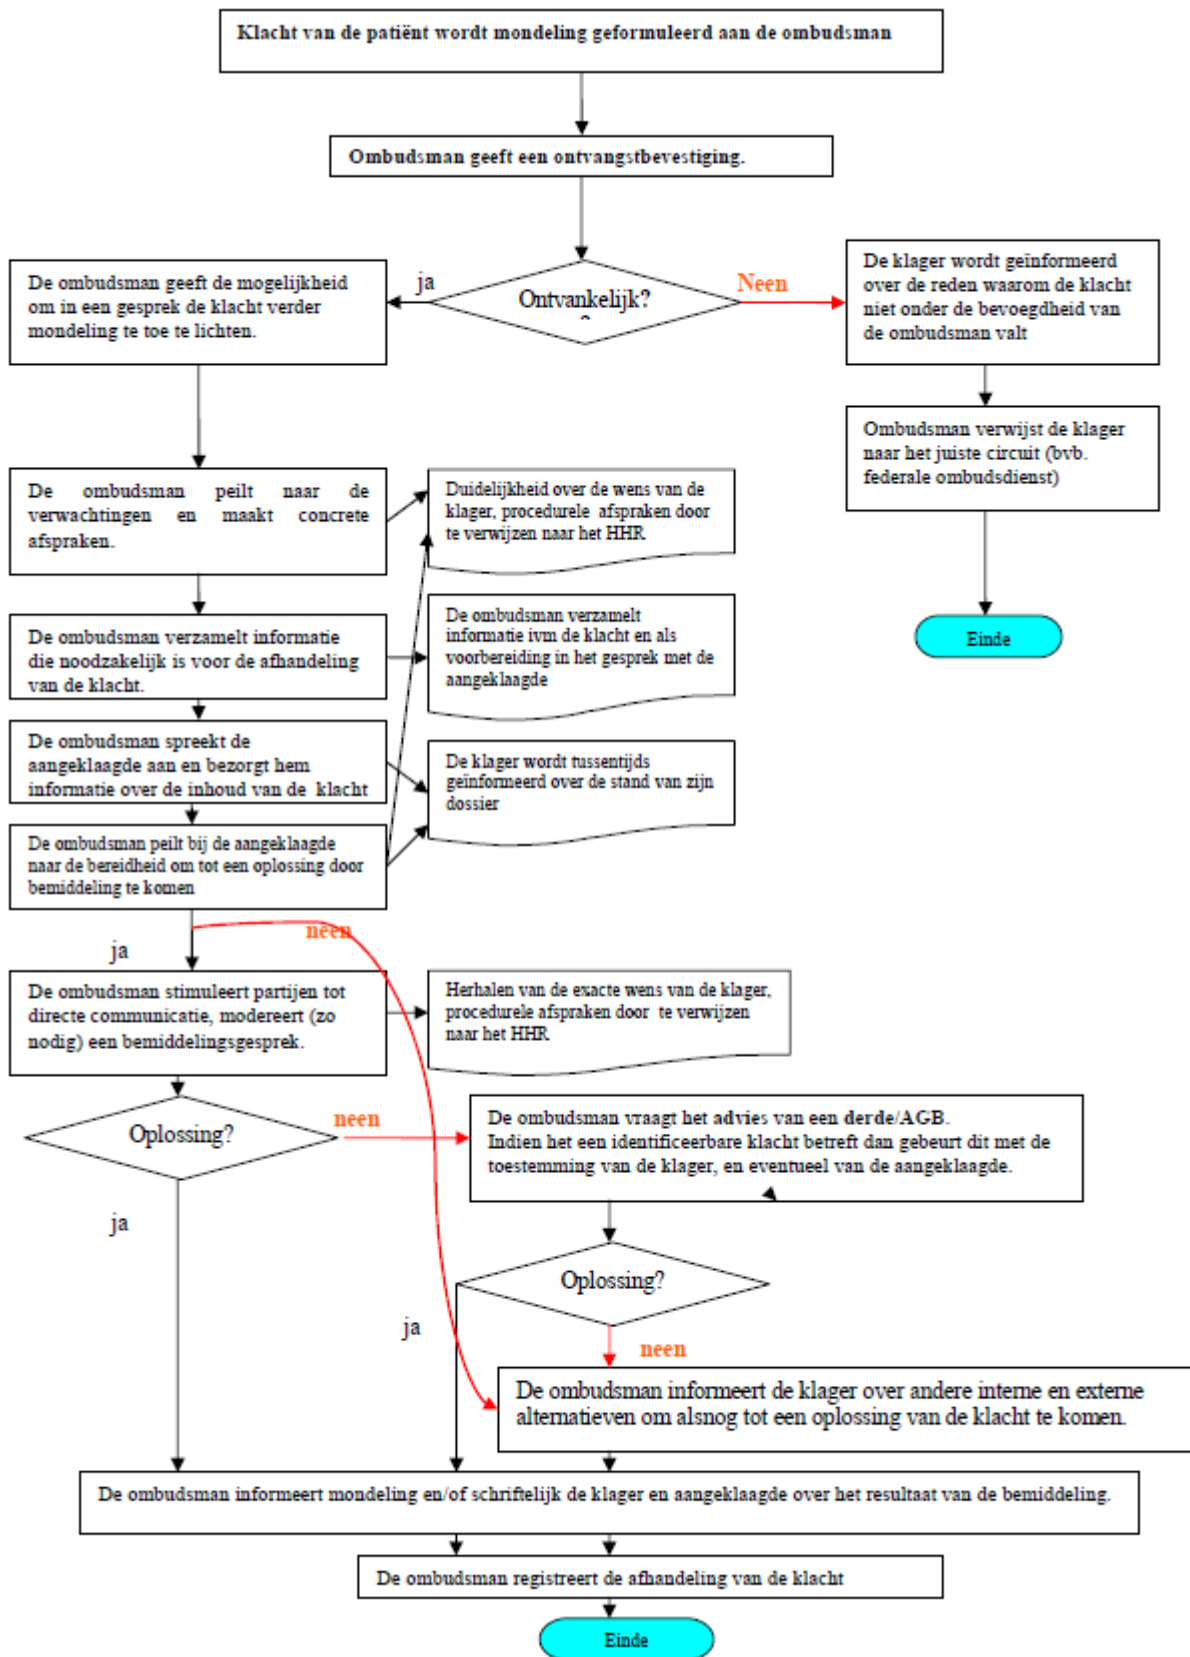 Klacht van de patiënt wordt mondeling geformuleerd aan de ombudsman
Ombudsman geeft een ontvangstbevestiging.
De ombudsman geeft de mogelijkheid
om in een gesprek de klacht verder
mondeling te toe te lichten.
ja
Ontvankelijk?
?
Neen
De klager wordt geïnformeerd
over de reden waarom de klacht
niet onder de bevoegdheid van
de ombudsman valt
Ombudsman verwijst de klager
naar het juiste circuit (bvb.
federale ombudsdienst)
De ombudsman peilt naar de
verwachtingen en maakt concrete
afspraken.
Duidelijkheid over de wens van de
klager, procedurele afspraken door
te verwijzen naar het HHR
De ombudsman verzamelt informatie
die noodzakelijk is voor de afhandeling
van de klacht.
De ombudsman verzamelt
informatie ivm de klacht en als
voorbereiding in het gesprek met de
aangeklaagde
Einde
De ombudsman spreekt de
aangeklaagde aan en bezorgt hem
informatie over de inhoud van de klacht
De klager wordt tussentijds
geïnformeerd over de stand van zijn
dossier
De ombudsman peilt bij de aangeklaagde
naar de bereidheid om tot een oplossing door
bemiddeling te komen
ja
neen
De ombudsman stimuleert partijen tot
directe communicatie, modereert (zo
nodig) een bemiddelingsgesprek.
Herhalen van de exacte wens van de klager,
procedurele afspraken door te verwijzen
naar het HHR
Oplossing?
neen
De ombudsman vraagt het advies van een derde/AGB.
Indien het een identificeerbare klacht betreft dan gebeurt dit met de
toestemming van de klager, en eventueel van de aangeklaagde.
ja
Oplossing?
ja
neen
De ombudsman informeert de klager over andere interne en externe
alternatieven om alsnog tot een oplossing van de klacht te komen.
De ombudsman informeert mondeling en/of schriftelijk de klager en aangeklaagde over het resultaat van de bemiddeling.
De ombudsman registreert de afhandeling van de klacht
Einde